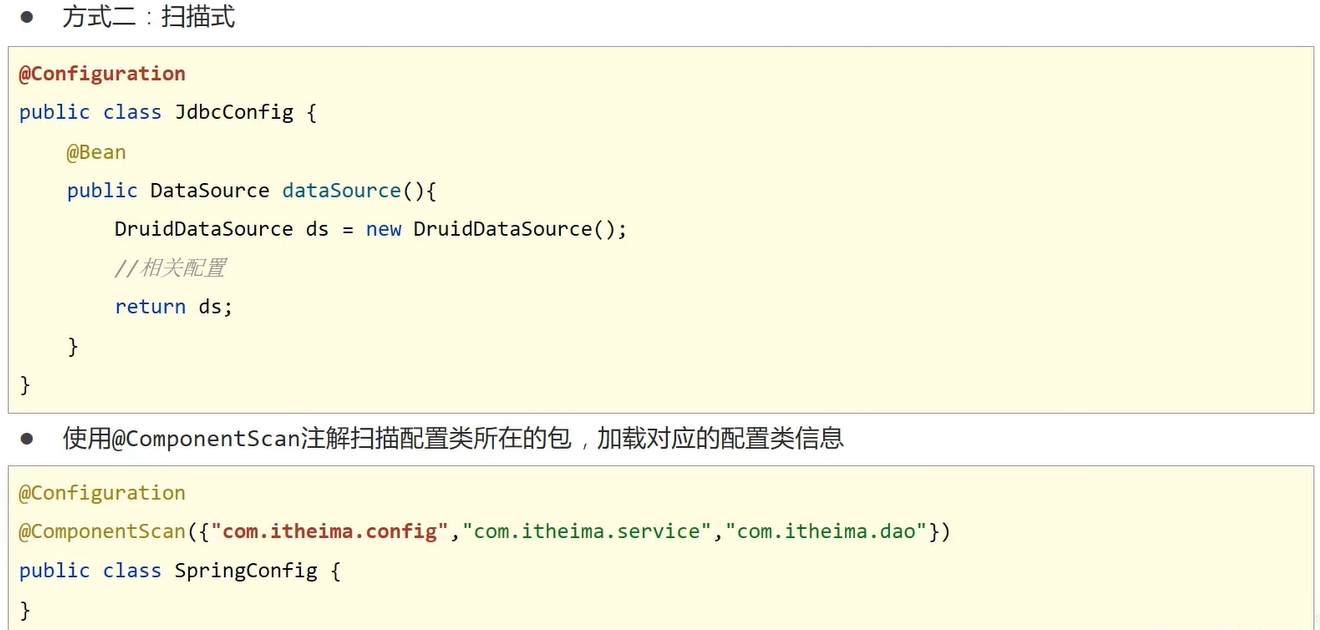 ● 方式二：扫描式
@Configuration
public class JdbcConfig {
    @Bean
    public DataSource dataSource(){
        DruidDataSource ds = new DruidDataSource();
        //相关配置
        return ds;
    }
}
● 使用@ComponentScan注解扫描配置类所在的包，加载对应的配置类信息
@Configuration
@ComponentScan({"com.itheima.config","com.itheima.service","com.itheima.dao"})
public class SpringConfig {
}